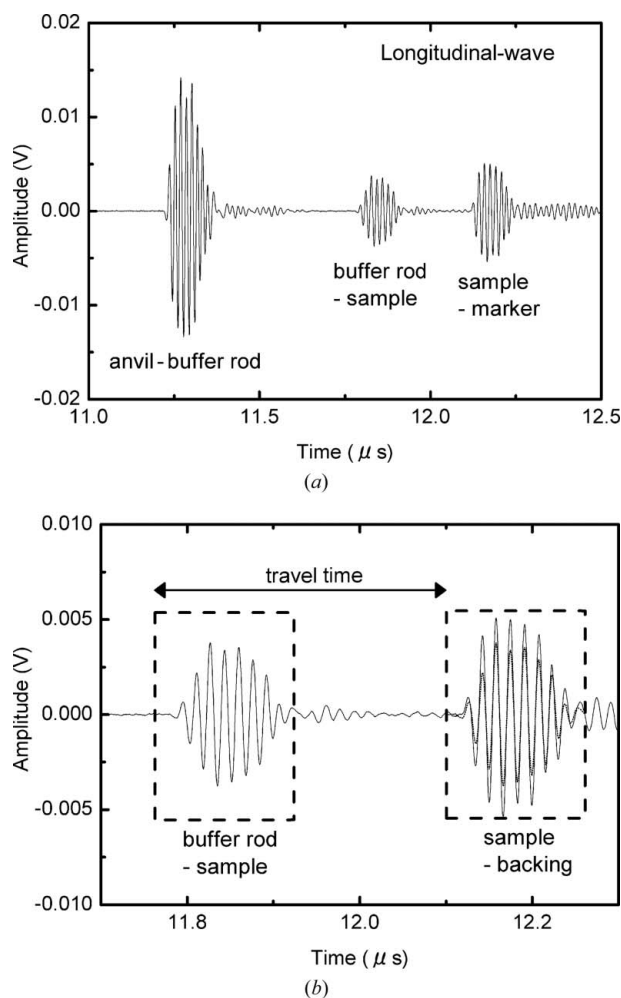 0.02
Longitudinal-wave
0.01
Amplitude (V)
0.00
buffer rod
- sample
sample
- marker
-0.01
anvil - buffer rod
-0.02
11.0 11.5 12.0 12.5
Time ( μ s)
(a)
0.010
travel time
0.005
Amplitude (V)
0.000
-0.005
buffer rod
- sample
sample
- backing
-0.010
11.8 12.0 12.2
Time ( μ s)
(b)